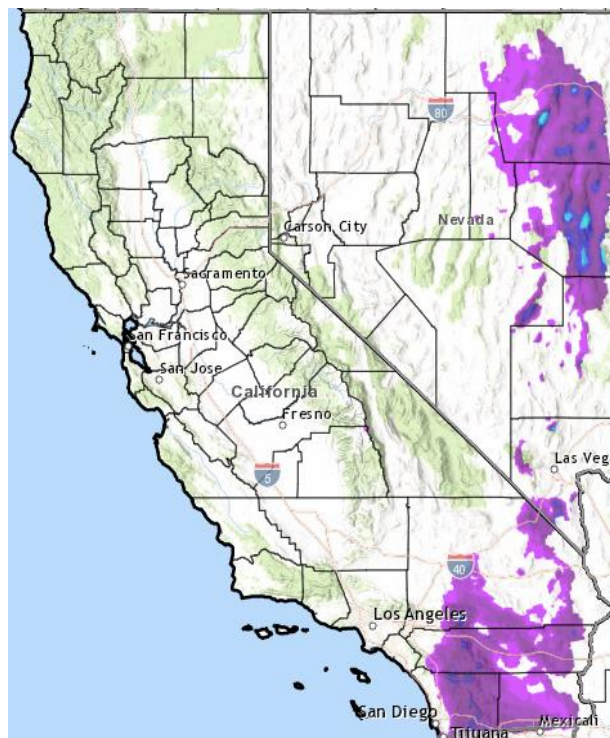 80
Nevada
Carson City
Sacramento
San Francisco
San Jose
California
Fresno
5
Las Veg
40
Los Angeles
San Diego
Tijuana
Mexicali